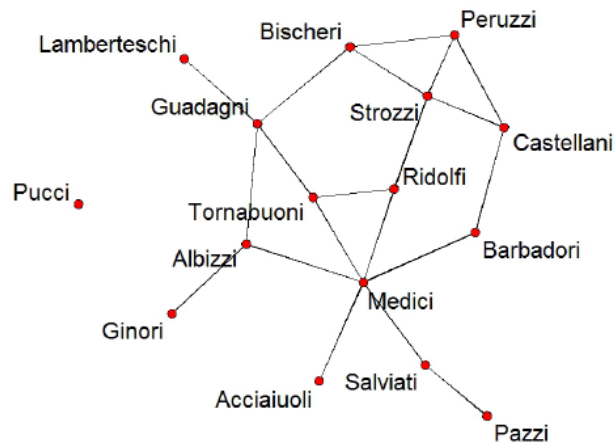 Peruzzi
Bischeri
Lamberteschi
Guadagni
Strozzi
Castellani
Ridolfi
Pucci
Tornabuoni
Barbadori
Albizzi
Medici
Ginori
Salviati
Acciaiuoli
Pazzi